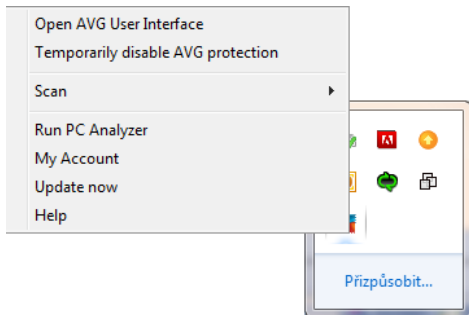 Open AVG User Interface
Temporarily disable AVG protection
Scan
Run PC Analyzer
My Account
Update now
Help
Přizpůsobit...